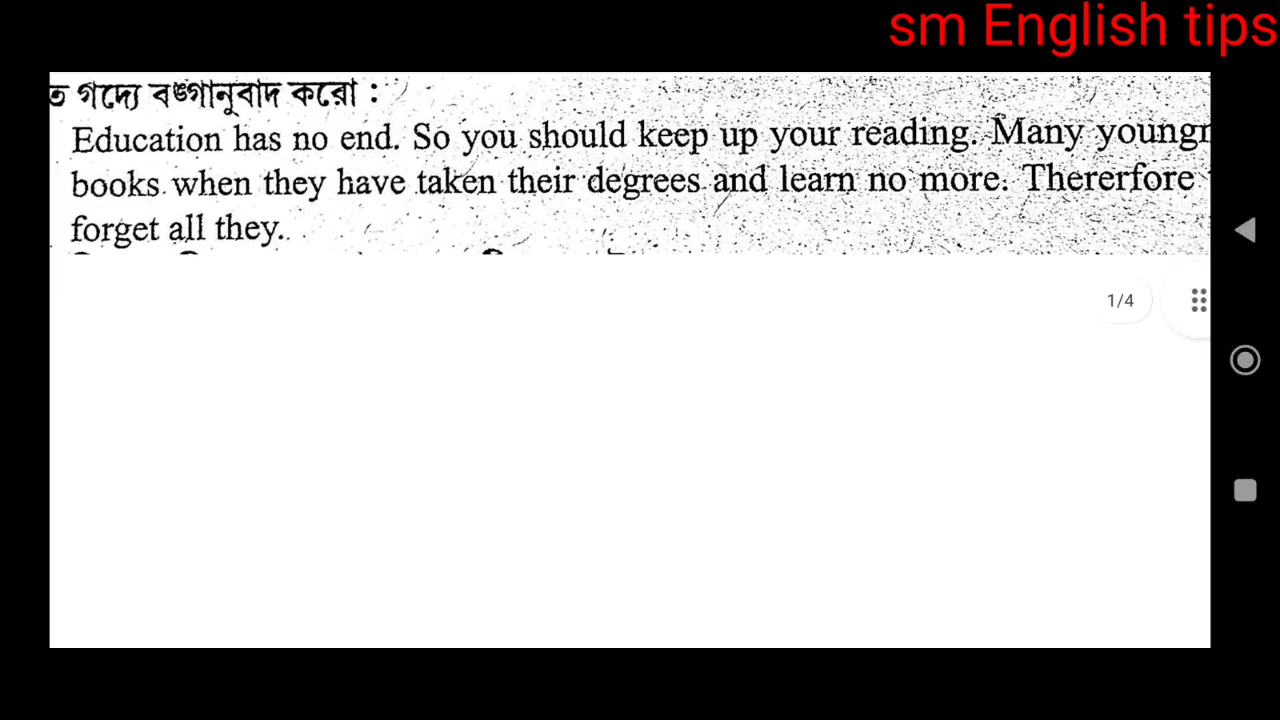 sm English tips
ত গদ্যে বঙ্গানুবাদ করো :
Education has no end. So you should keep up your reading. Many
books when they have taken their degrees and learn no more. Thererfore
forget all they.
1/4